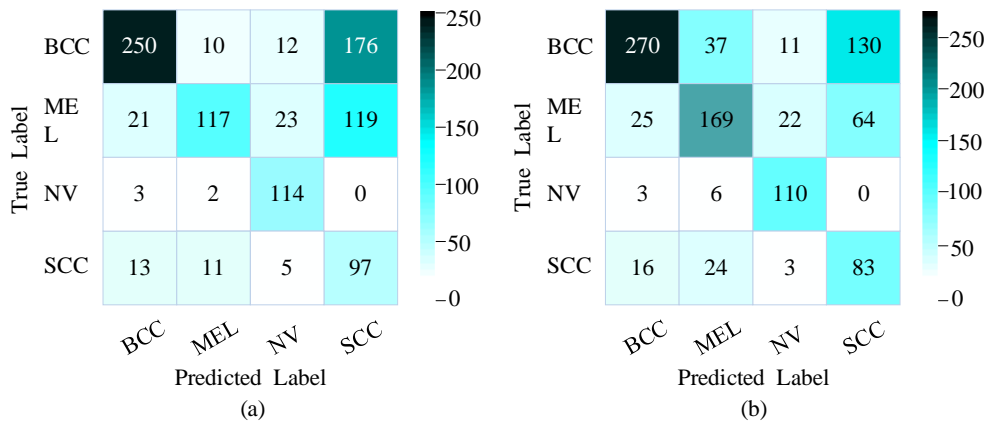 BCC 250 10 12 176
MEL 21 117 23 119
NV 3 2 114 0
SCC 13 11 5 97
BCC MEL NV SCC
True Label
Predicted Label
250
200
150
100
50
0
(a)
BCC 270 37 11 130
MEL 25 169 22 64
NV 3 6 110 0
SCC 16 24 3 83
BCC MEL NV SCC
True Label
Predicted Label
250
200
150
100
50
0
(b)